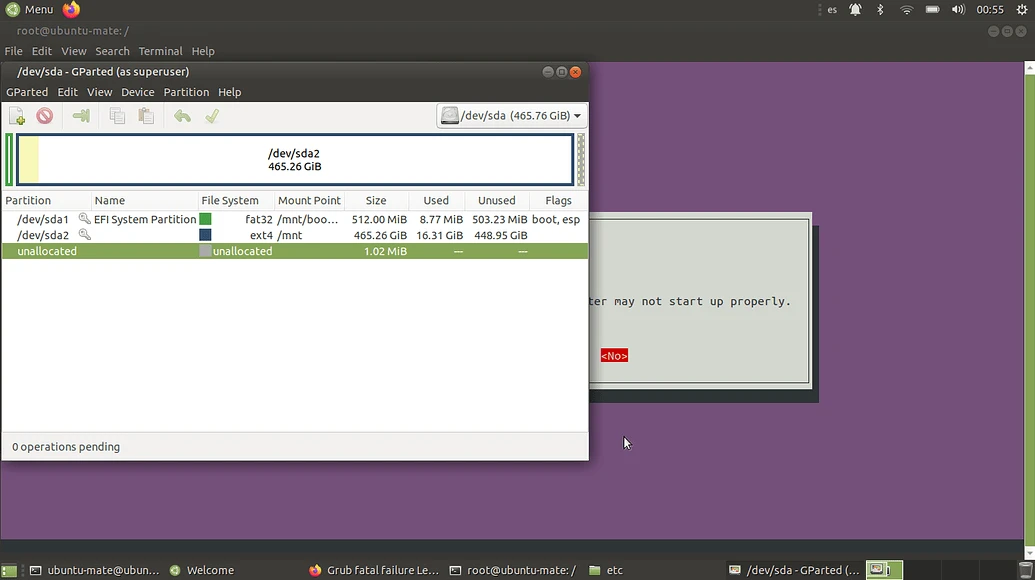 Menu es 00:55
root@ubuntu-mate: /
File Edit View Search Terminal Help
/dev/sda - GParted (as superuser)
GParted Edit View Device Partition Help
/dev/sda (465.76 GiB)
/dev/sda2
465.26 GiB
Partition Name File System Mount Point Size Used Unused Flags
/dev/sda1 EFI System Partition fat32 /mnt/boo... 512.00 MiB 8.77 MiB 503.23 MiB boot, esp
/dev/sda2 ext4 /mnt 465.26 GiB 16.31 GiB 448.95 GiB
unallocated unallocated 1.02 MiB — —
ter may not start up properly.
<No>
0 operations pending
ubuntu-mate@ubun... Welcome Grub fatal failure Le... root@ubuntu-mate: / etc /dev/sda - GParted (...